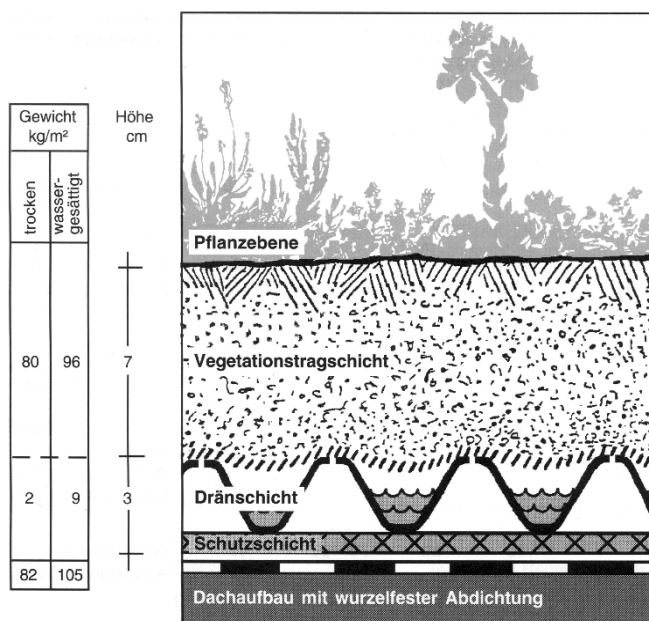 Gewicht
kg/m²
Höhe
cm
trocken
wasser-
gesättigt
Pflanzebene
80 96 7
Vegetationstragschicht
2 9 3
Dränschicht
Schutzschicht
82 105
Dachaufbau mit wurzelfester Abdichtung